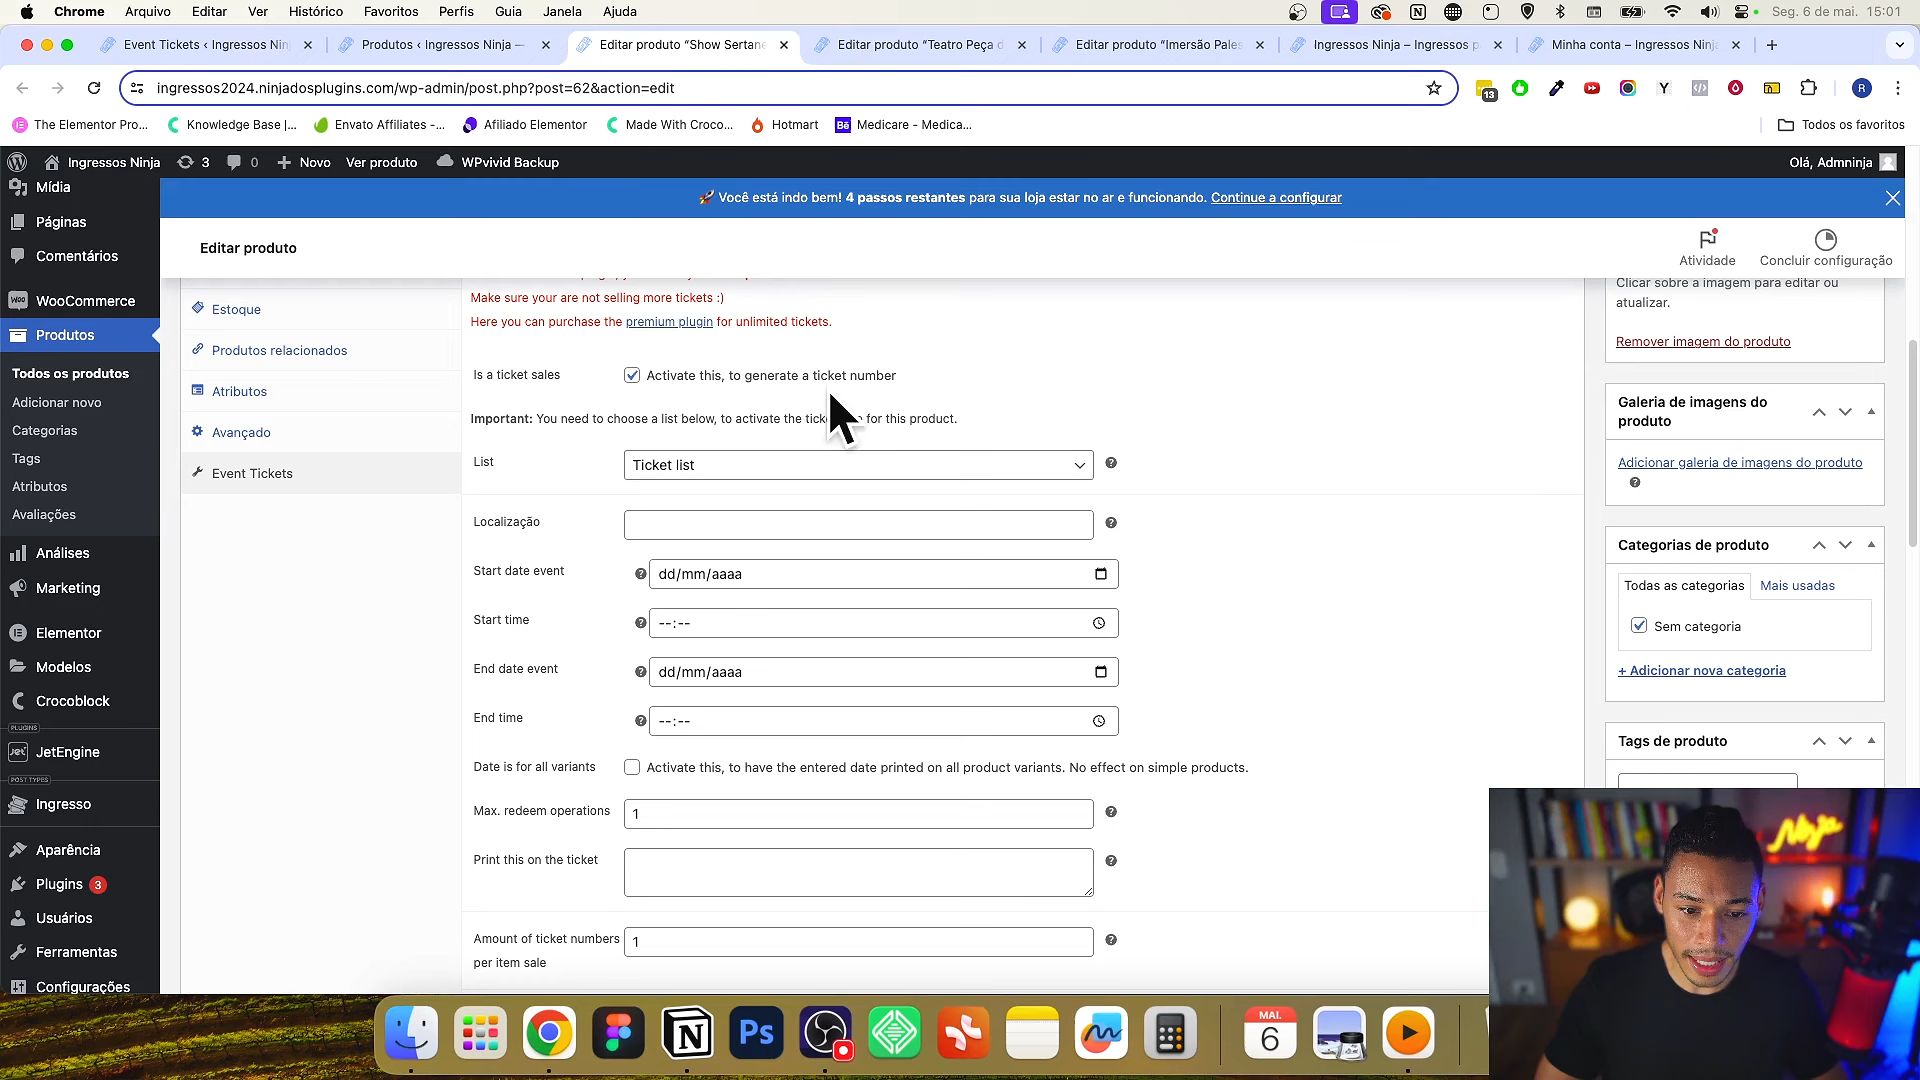 Chrome Arquivo Editar Ver Histórico Favoritos Perfis Guia Janela Ajuda Seg. 6 de mai. 15:01
Event Tickets ‹ Ingressos Nin Produtos ‹ Ingressos Ninja — Editar produto “Show Sertane Editar produto “Teatro Peça d Editar produto “Imersão Pales Ingressos Ninja – Ingressos p Minha conta – Ingressos Ninj
ingressos2024.ninjadosplugins.com/wp-admin/post.php?post=62&action=edit
13
Y
R
The Elementor Pro... Knowledge Base |... Envato Affiliates -... Afiliado Elementor Made With Croco... Hotmart Medicare - Medica... Todos os favoritos
Ingressos Ninja 3 0 Novo Ver produto WPvivid Backup Olá, Admninja
Mídia
Páginas
Comentários
WooCommerce
Produtos
Todos os produtos
Adicionar novo
Categorias
Tags
Atributos
Avaliações
Análises
Marketing
Elementor
Modelos
Crocoblock
PLUGINS
JetEngine
POST TYPES
Ingresso
Aparência
Plugins 3
Usuários
Ferramentas
Configurações
🚀 Você está indo bem! 4 passos restantes para sua loja estar no ar e funcionando. Continue a configurar
Editar produto
Atividade
Concluir configuração
Estoque
Produtos relacionados
Atributos
Avançado
Event Tickets
Make sure your are not selling more tickets :)
Here you can purchase the premium plugin for unlimited tickets.
Is a ticket sales Activate this, to generate a ticket number
Important: You need to choose a list below, to activate the for this product.
List Ticket list
Localização
Start date event dd/mm/aaaa
Start time --:--
End date event dd/mm/aaaa
End time --:--
Date is for all variants Activate this, to have the entered date printed on all product variants. No effect on simple products.
Max. redeem operations 1
Print this on the ticket
Amount of ticket numbers per item sale 1
Clicar sobre a imagem para editar ou
atualizar.
Remover imagem do produto
Galeria de imagens do
produto
Adicionar galeria de imagens do produto
Categorias de produto
Todas as categorias Mais usadas
Sem categoria
+ Adicionar nova categoria
Tags de produto
Ninja
Ps
MAI.
6